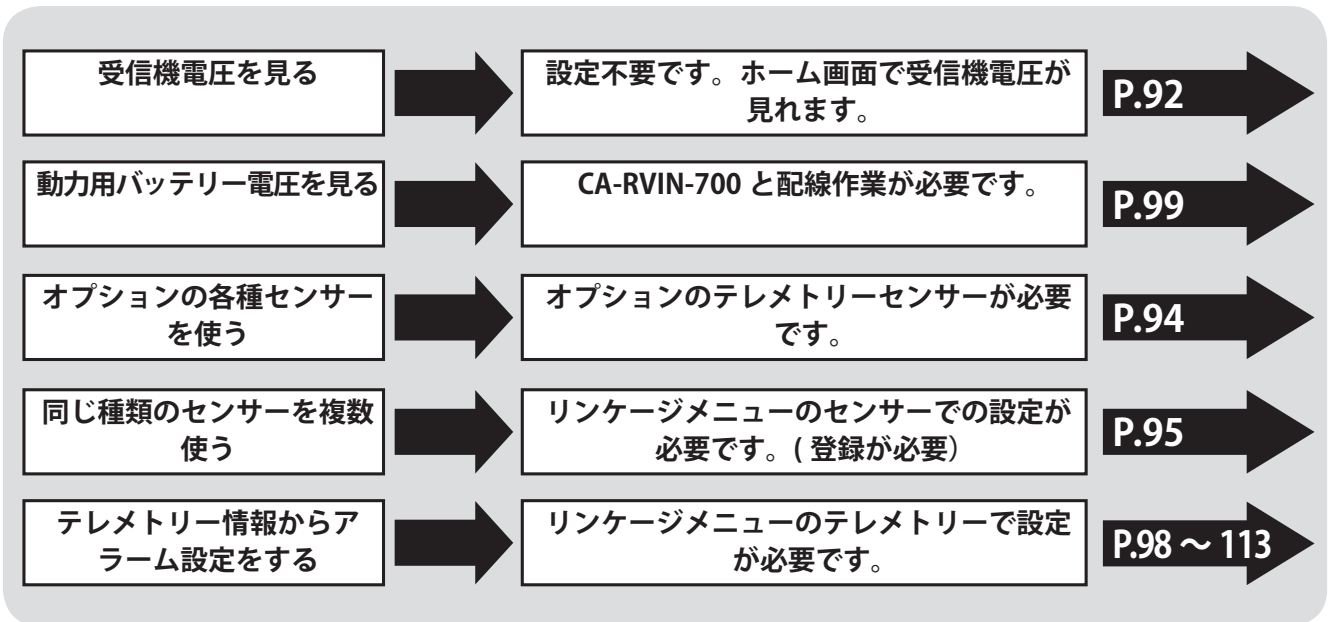 受信機電圧を見る
設定不要です。ホーム画面で受信機電圧が
見れます。
P.92
動力用バッテリー電圧を見る
CA-RVIN-700 と配線作業が必要です。
P.99
オプションの各種センサー
を使う
オプションのテレメトリーセンサーが必要
です。
P.94
同じ種類のセンサーを複数
使う
リンケージメニューのセンサーでの設定が
必要です。( 登録が必要）
P.95
テレメトリー情報からア
ラーム設定をする
リンケージメニューのテレメトリーで設定
が必要です。
P.98 ～ 113